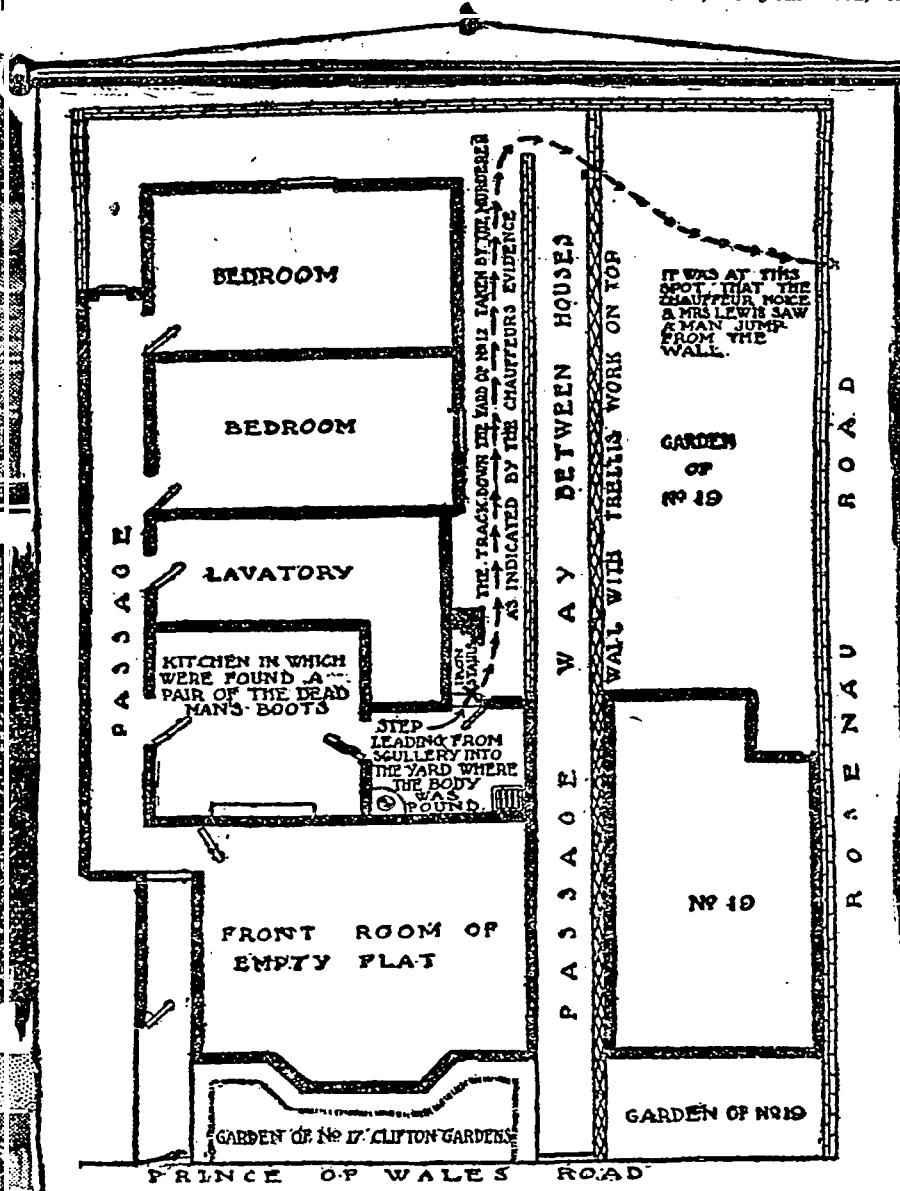 BEDROOM
BEDROOM
LAVATORY
PASSAGE
KITCHEN IN WHICH
WERE FOUND A
PAIR OF THE DEAD
MAN'S BOOTS
IRON
STEP
LEADING FROM
SCULLERY INTO
THE YARD WHERE
THE BODY
WAS
FOUND.
THE TRACK DOWN THE YARD OF Nº 17 TAKEN BY THE MURDERER
AS INDICATED BY THE CHAUFFEURS EVIDENCE
PASSAGE WAY BETWEEN HOUSES
WALL WITH TRELLIS WORK ON TOP
IT WAS AT THIS
SPOT, THAT THE
CHAUFFEUR NOICE
& MRS LEWIS SAW
A MAN JUMP
FROM THE
WALL.
GARDEN
OF
Nº 19
ROSENAU ROAD
Nº 19
FRONT ROOM OF
EMPTY FLAT
GARDEN OF Nº 17 CLIFTON GARDENS
GARDEN OF Nº 19
PRINCE OF WALES ROAD